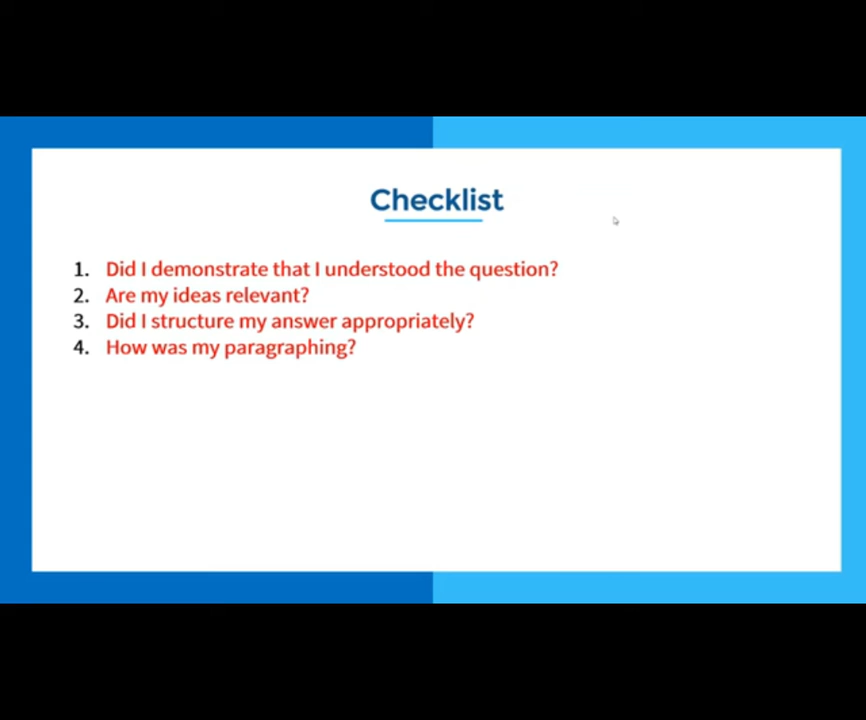 Checklist
1. Did I demonstrate that I understood the question?
2. Are my ideas relevant?
3. Did I structure my answer appropriately?
4. How was my paragraphing?